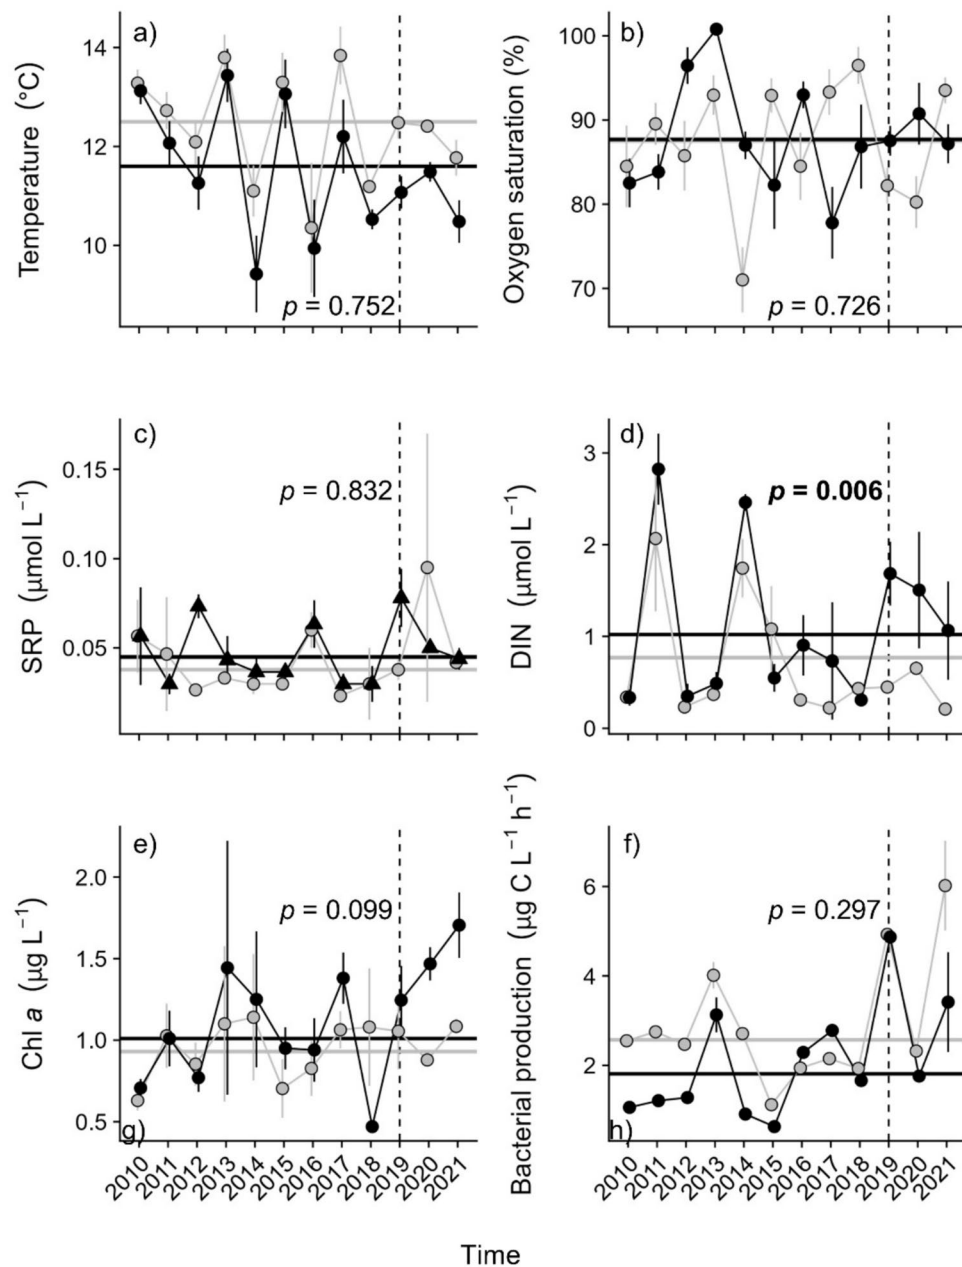 a)
Temperature (°C)
14
12
10
p = 0.752
b)
Oxygen saturation (%)
100
90
80
70
p = 0.726
c)
SRP (μmol L⁻¹)
0.15
0.10
0.05
p = 0.832
d)
DIN (μmol L⁻¹)
3
2
1
0
p = 0.006
e)
Chl a (μg L⁻¹)
2.0
1.5
1.0
0.5
p = 0.099
g)
2010
2011
2012
2013
2014
2015
2016
2017
2018
2019
2020
2021
f)
Bacterial production (μg C L⁻¹ h⁻¹)
6
4
2
p = 0.297
h)
2010
2011
2012
2013
2014
2015
2016
2017
2018
2019
2020
2021
Time